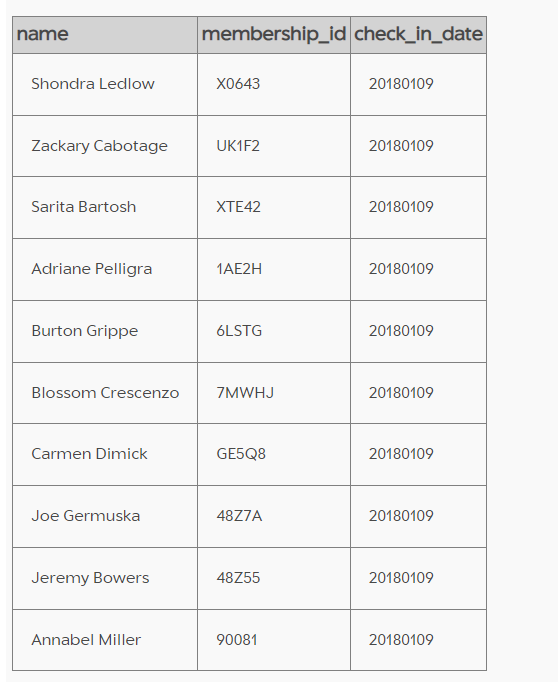 name membership_id check_in_date
Shondra Ledlow X0643 20180109
Zackary Cabotage UK1F2 20180109
Sarita Bartosh XTE42 20180109
Adriane Pelligra 1AE2H 20180109
Burton Grippe 6LSTG 20180109
Blossom Crescenzo 7MWHJ 20180109
Carmen Dimick GE5Q8 20180109
Joe Germuska 48Z7A 20180109
Jeremy Bowers 48Z55 20180109
Annabel Miller 90081 20180109